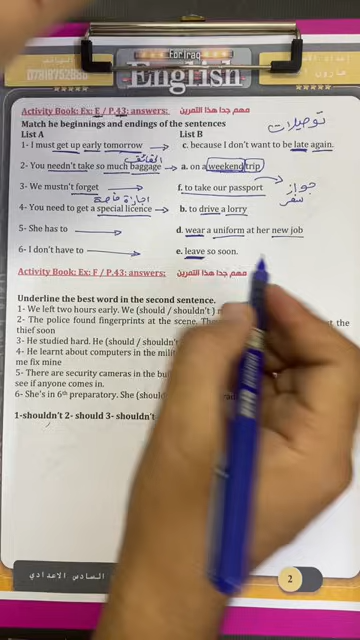 For Iraq
English
07819752686
Activity Book: Ex: E / P.43: answers: مهم جدا هذا التمرين
توصيلات
Match he beginnings and endings of the sentences
List A List B
1- I must get up early tomorrow c. because I don't want to be late again.
الفائض
2- You needn't take so much baggage a. on a weekend trip
3- We mustn't forget f. to take our passport جواز سفر
4- You need to get a special licence b. to drive a lorry
5- She has to d. wear a uniform at her new job
6- I don't have to e. leave so soon.
Activity Book: Ex: F / P.43: answers: مهم جدا هذا التمرين
Underline the best word in the second sentence.
1- We left two hours early. We (should / shouldn't)
2- The police found fingerprints at the scene. the
thief soon
3- He studied hard. He (should / shouldn't
4- He learnt about computers in the
me fix mine
5- There are security cameras in the
see if anyone comes in.
6- She's in 6th preparatory. She (should
1-shouldn't 2- should 3- shouldn't
السادس الاعدادي
2